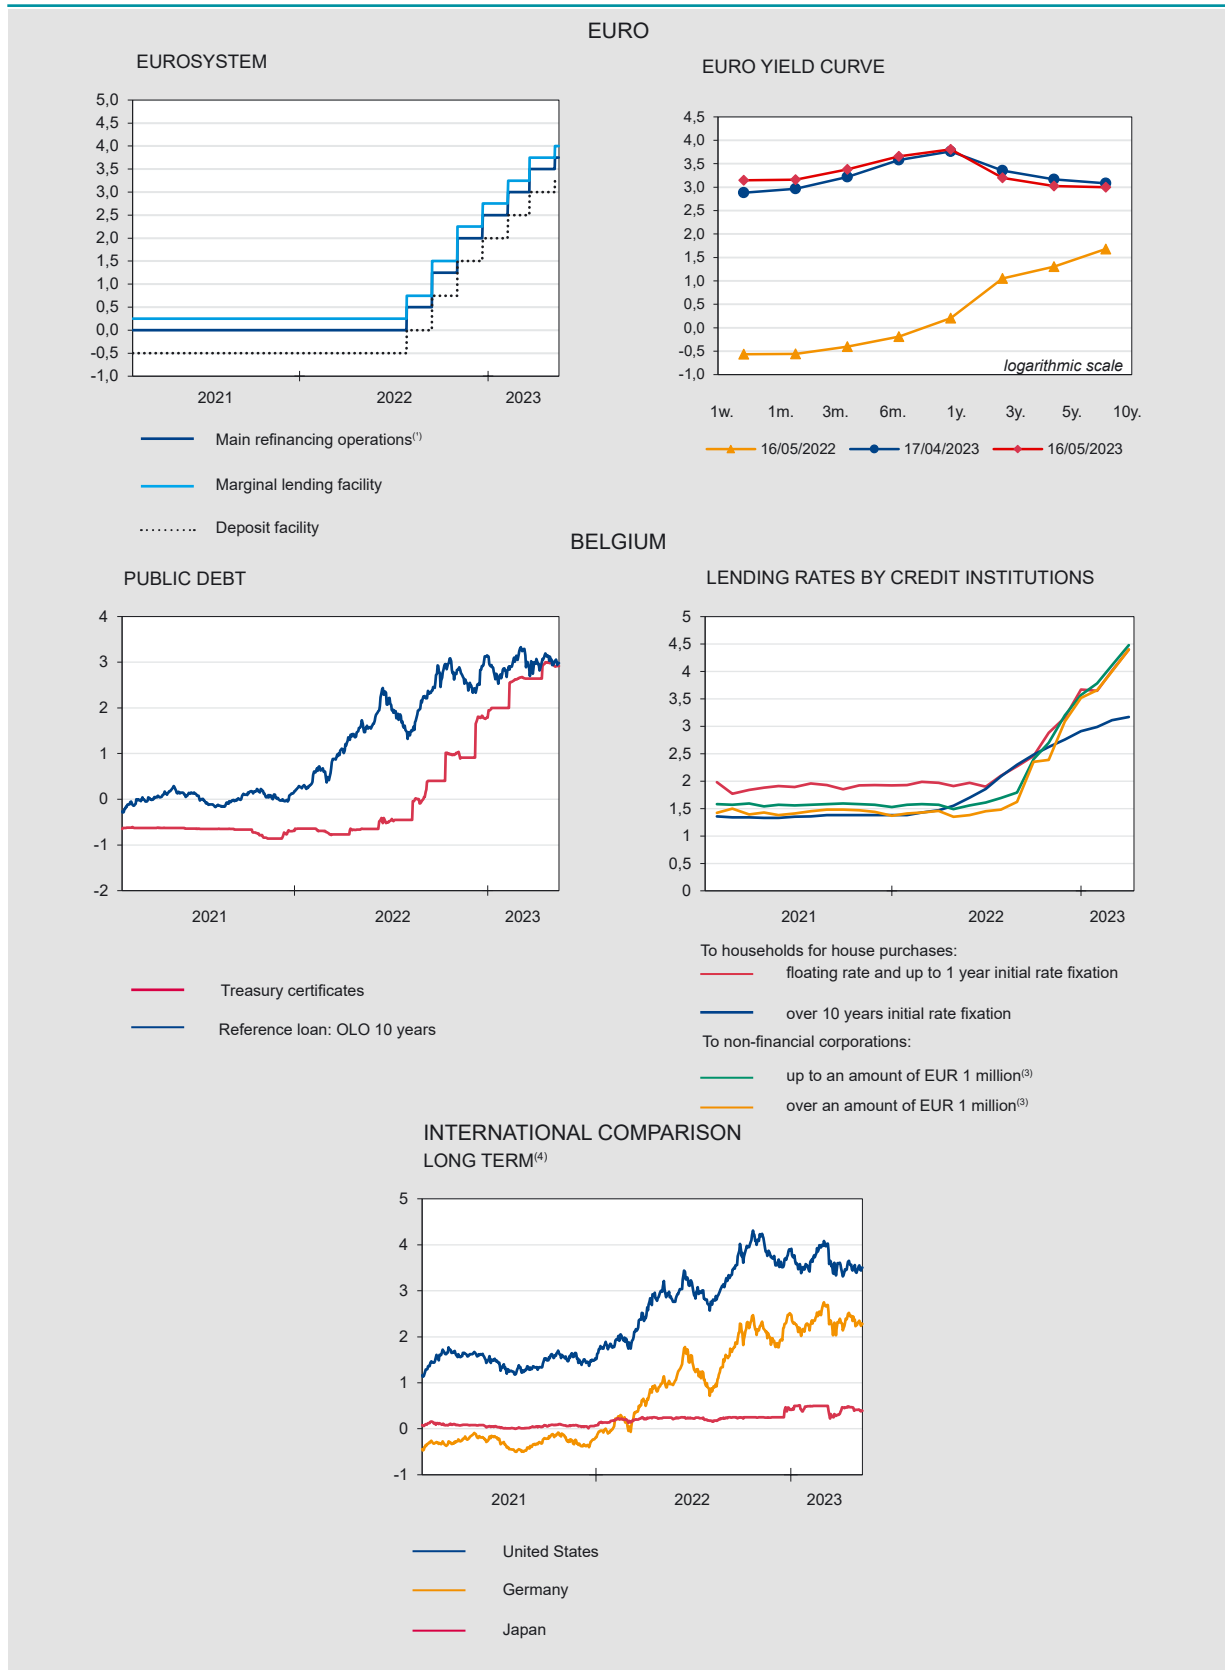 EURO
EUROSYSTEM
5,0
4,5
4,0
3,5
3,0
2,5
2,0
1,5
1,0
0,5
0,0
-0,5
-1,0
2021 2022 2023
Main refinancing operations(1)
Marginal lending facility
Deposit facility
EURO YIELD CURVE
4,5
4,0
3,5
3,0
2,5
2,0
1,5
1,0
0,5
0,0
-0,5
-1,0
logarithmic scale
1w. 1m. 3m. 6m. 1y. 3y. 5y. 10y.
16/05/2022 17/04/2023 16/05/2023
BELGIUM
PUBLIC DEBT
4
3
2
1
0
-1
-2
2021 2022 2023
Treasury certificates
Reference loan: OLO 10 years
LENDING RATES BY CREDIT INSTITUTIONS
5
4,5
4
3,5
3
2,5
2
1,5
1
0,5
0
2021 2022 2023
To households for house purchases:
floating rate and up to 1 year initial rate fixation
over 10 years initial rate fixation
To non-financial corporations:
up to an amount of EUR 1 million(3)
over an amount of EUR 1 million(3)
INTERNATIONAL COMPARISON
LONG TERM(4)
5
4
3
2
1
0
-1
2021 2022 2023
United States
Germany
Japan